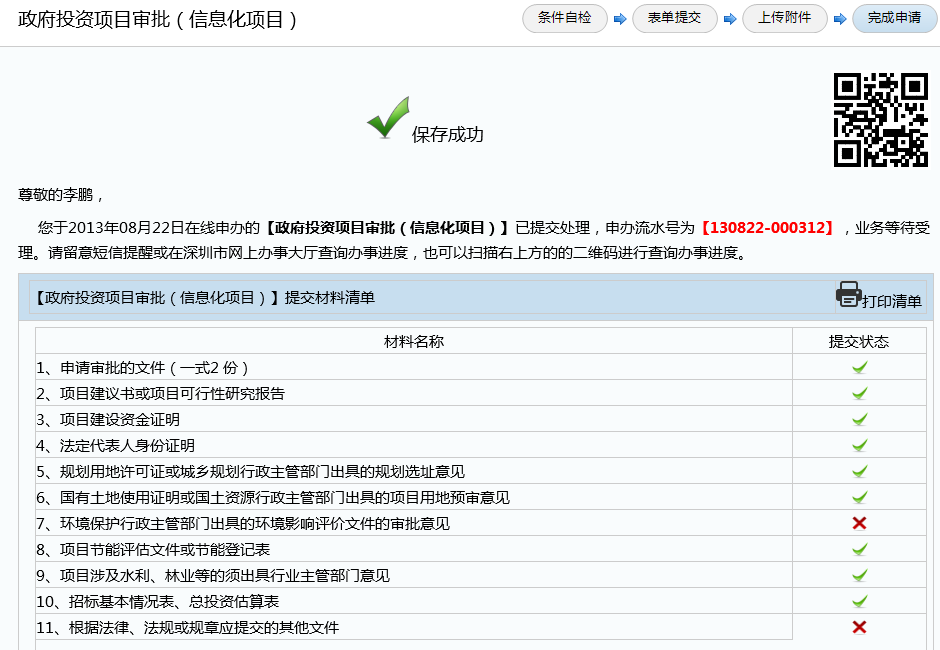 政府投资项目审批（信息化项目）
条件自检
表单提交
上传附件
完成申请
保存成功
尊敬的李鹏，
您于2013年08月22日在线申办的【政府投资项目审批（信息化项目）】已提交处理，申办流水号为【130822-000312】，业务等待受
理。请留意短信提醒或在深圳市网上办事大厅查询办事进度，也可以扫描右上方的的二维码进行查询办事进度。
【政府投资项目审批（信息化项目）】提交材料清单
打印清单
材料名称 提交状态
1、申请审批的文件（一式2 份）
2、项目建议书或项目可行性研究报告
3、项目建设资金证明
4、法定代表人身份证明
5、规划用地许可证或城乡规划行政主管部门出具的规划选址意见
6、国有土地使用证明或国土资源行政主管部门出具的项目用地预审意见
7、环境保护行政主管部门出具的环境影响评价文件的审批意见
8、项目节能评估文件或节能登记表
9、项目涉及水利、林业等的须出具行业主管部门意见
10、招标基本情况表、总投资估算表
11、根据法律、法规或规章应提交的其他文件